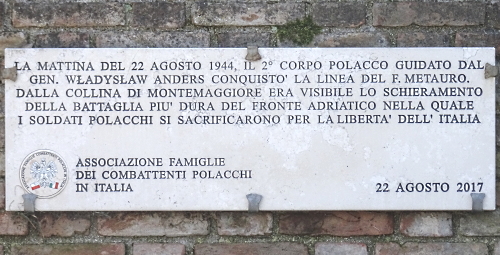 LA MATTINA DEL 22 AGOSTO 1944, IL 2° CORPO POLACCO GUIDATO DAL
GEN. WŁADYSŁAW ANDERS CONQUISTO' LA LINEA DEL F. METAURO.
DALLA COLLINA DI MONTEMAGGIORE ERA VISIBILE LO SCHIERAMENTO
DELLA BATTAGLIA PIU' DURA DEL FRONTE ADRIATICO NELLA QUALE
I SOLDATI POLACCHI SI SACRIFICARONO PER LA LIBERTA' DELL' ITALIA
ASSOCIAZIONE FAMIGLIE
DEI COMBATTENTI POLACCHI
IN ITALIA
22 AGOSTO 2017